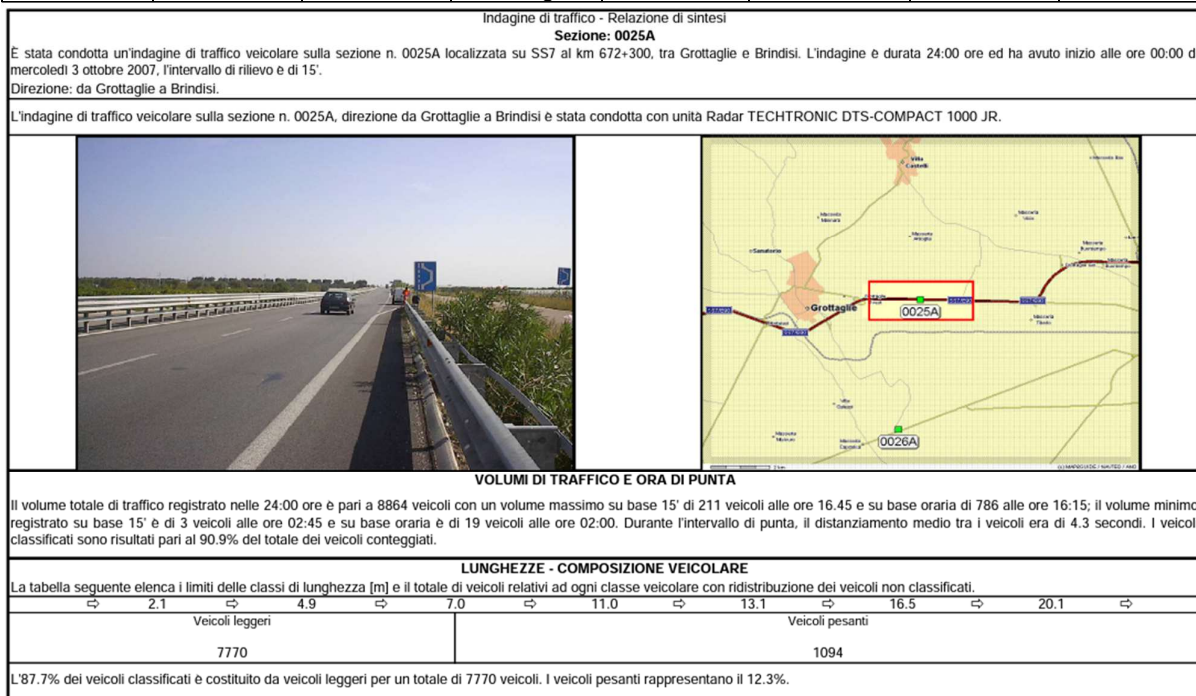 Indagine di traffico - Relazione di sintesi
Sezione: 0025A
È stata condotta un'indagine di traffico veicolare sulla sezione n. 0025A localizzata su SS7 al km 672+300, tra Grottaglie e Brindisi. L'indagine è durata 24:00 ore ed ha avuto inizio alle ore 00:00 d
mercoledì 3 ottobre 2007, l'intervallo di rilievo è di 15'.
Direzione: da Grottaglie a Brindisi.
L'indagine di traffico veicolare sulla sezione n. 0025A, direzione da Grottaglie a Brindisi è stata condotta con unità Radar TECHTRONIC DTS-COMPACT 1000 JR.
Villa
Castelli
Grottaglie
0025A
0026A
VOLUMI DI TRAFFICO E ORA DI PUNTA
Il volume totale di traffico registrato nelle 24:00 ore è pari a 8864 veicoli con un volume massimo su base 15' di 211 veicoli alle ore 16.45 e su base oraria di 786 alle ore 16:15; il volume minimo
registrato su base 15' è di 3 veicoli alle ore 02:45 e su base oraria è di 19 veicoli alle ore 02:00. Durante l'intervallo di punta, il distanziamento medio tra i veicoli era di 4.3 secondi. I veicol
classificati sono risultati pari al 90.9% del totale dei veicoli conteggiati.
LUNGHEZZE - COMPOSIZIONE VEICOLARE
La tabella seguente elenca i limiti delle classi di lunghezza [m] e il totale di veicoli relativi ad ogni classe veicolare con ridistribuzione dei veicoli non classificati.
⇨ 2.1 ⇨ 4.9 ⇨ 7.0 ⇨ 11.0 ⇨ 13.1 ⇨ 16.5 ⇨ 20.1 ⇨
Veicoli leggeri Veicoli pesanti
7770 1094
L'87.7% dei veicoli classificati è costituito da veicoli leggeri per un totale di 7770 veicoli. I veicoli pesanti rappresentano il 12.3%.